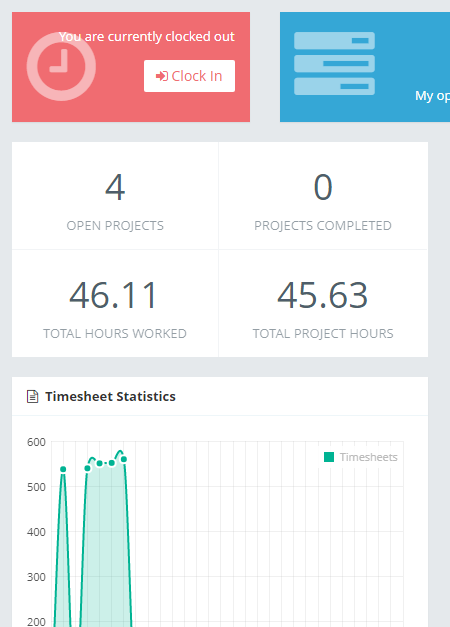 You are currently clocked out
Clock In
My op
4
OPEN PROJECTS
0
PROJECTS COMPLETED
46.11
TOTAL HOURS WORKED
45.63
TOTAL PROJECT HOURS
Timesheet Statistics
Timesheets
600
500
400
300
200